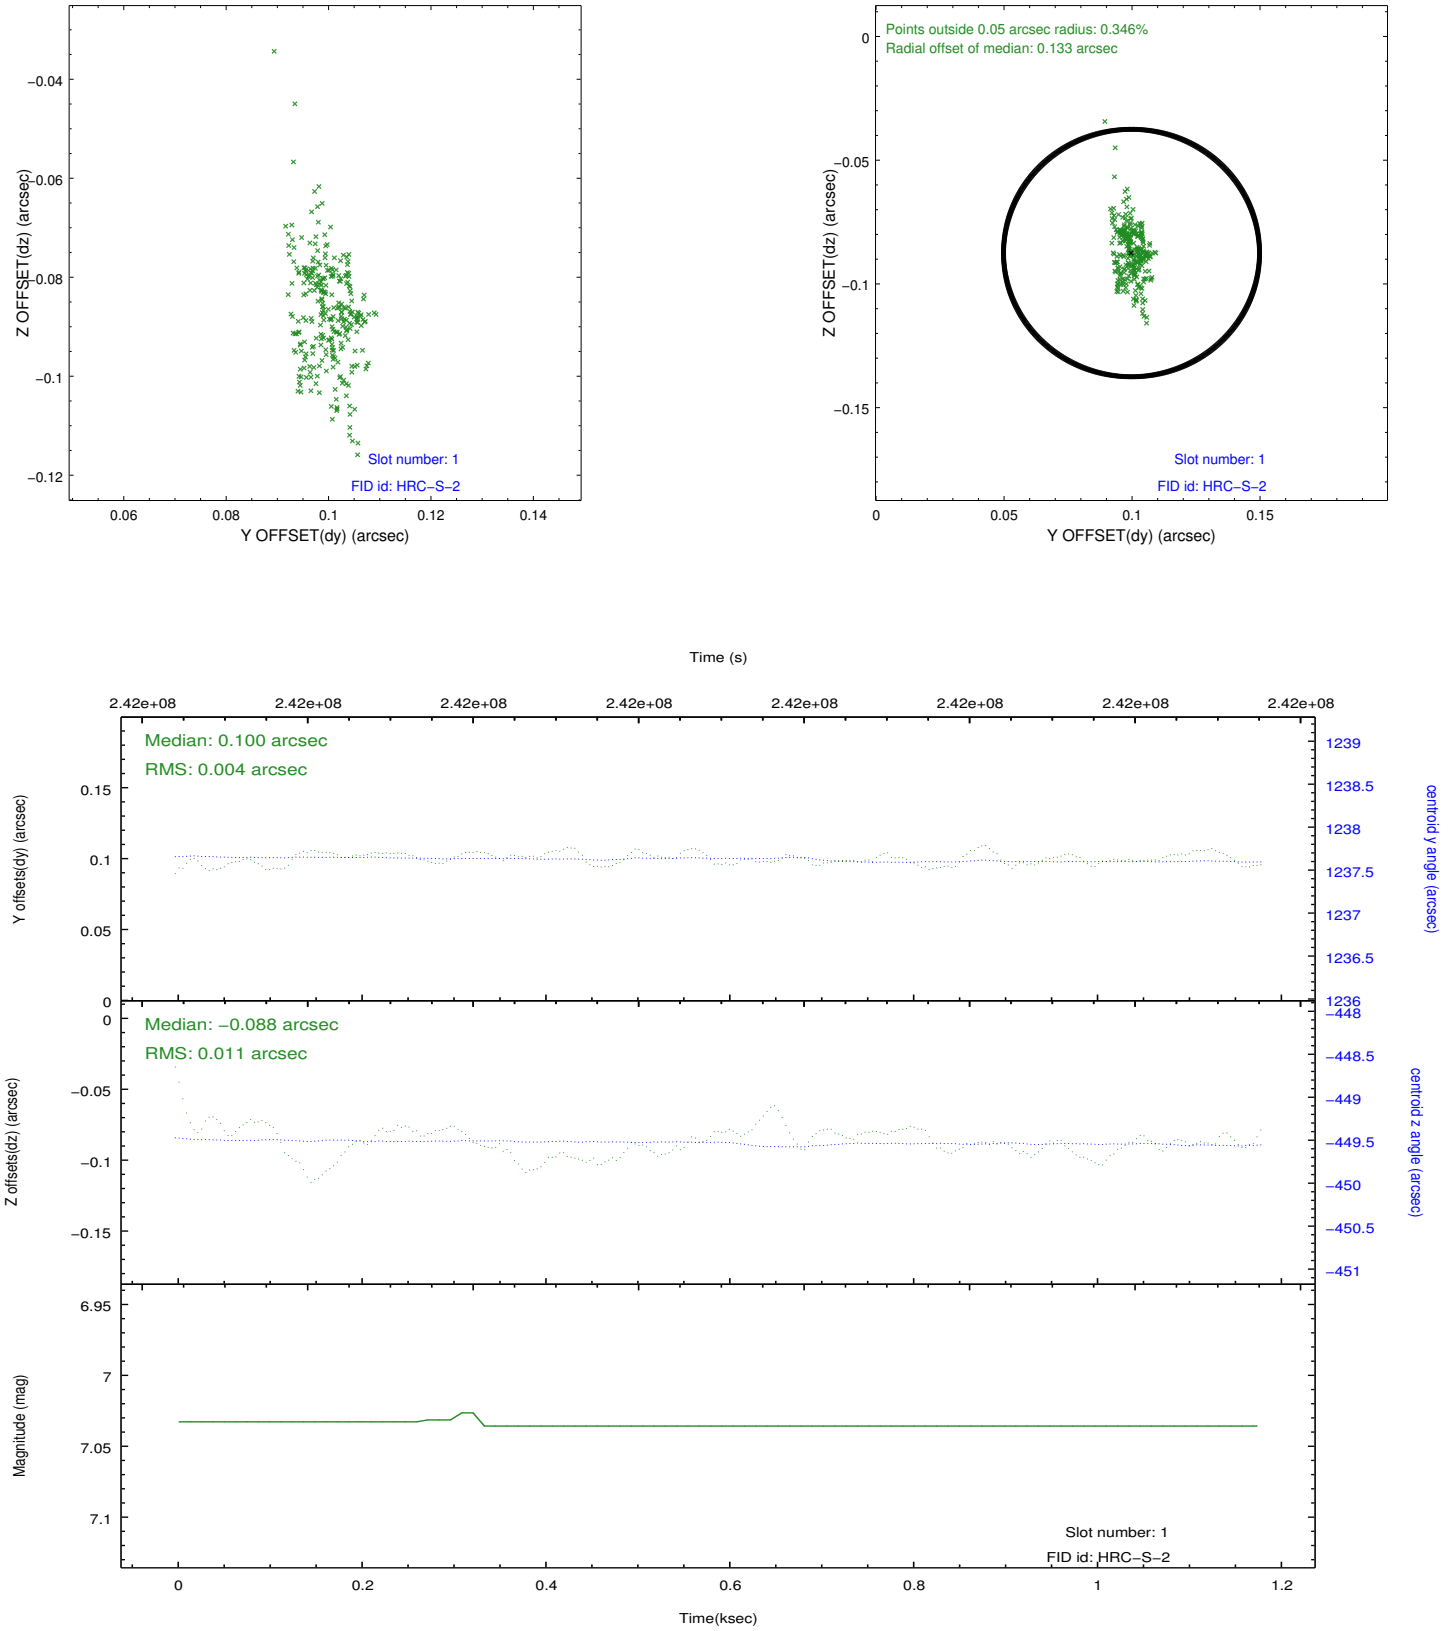 −0.04
−0.06
−0.08
−0.1
−0.12
Z OFFSET(dz) (arcsec)
Slot number: 1
FID id: HRC−S−2
0.06 0.08 0.1 0.12 0.14
Y OFFSET(dy) (arcsec)
Points outside 0.05 arcsec radius: 0.346%
Radial offset of median: 0.133 arcsec
0
−0.05
−0.1
−0.15
Z OFFSET(dz) (arcsec)
Slot number: 1
FID id: HRC−S−2
0 0.05 0.1 0.15
Y OFFSET(dy) (arcsec)
Time (s)
2.42e+08 2.42e+08 2.42e+08 2.42e+08 2.42e+08 2.42e+08 2.42e+08 2.42e+08
Median: 0.100 arcsec
RMS: 0.004 arcsec
0.15
0.1
0.05
0
Y offsets(dy) (arcsec)
1239
1238.5
1238
1237.5
1237
1236.5
1236
centroid y angle (arcsec)
Median: −0.088 arcsec
RMS: 0.011 arcsec
0
−0.05
−0.1
−0.15
Z offsets(dz) (arcsec)
−448
−448.5
−449
−449.5
−450
−450.5
−451
centroid z angle (arcsec)
6.95
7
7.05
7.1
Magnitude (mag)
Slot number: 1
FID id: HRC−S−2
0 0.2 0.4 0.6 0.8 1 1.2
Time(ksec)